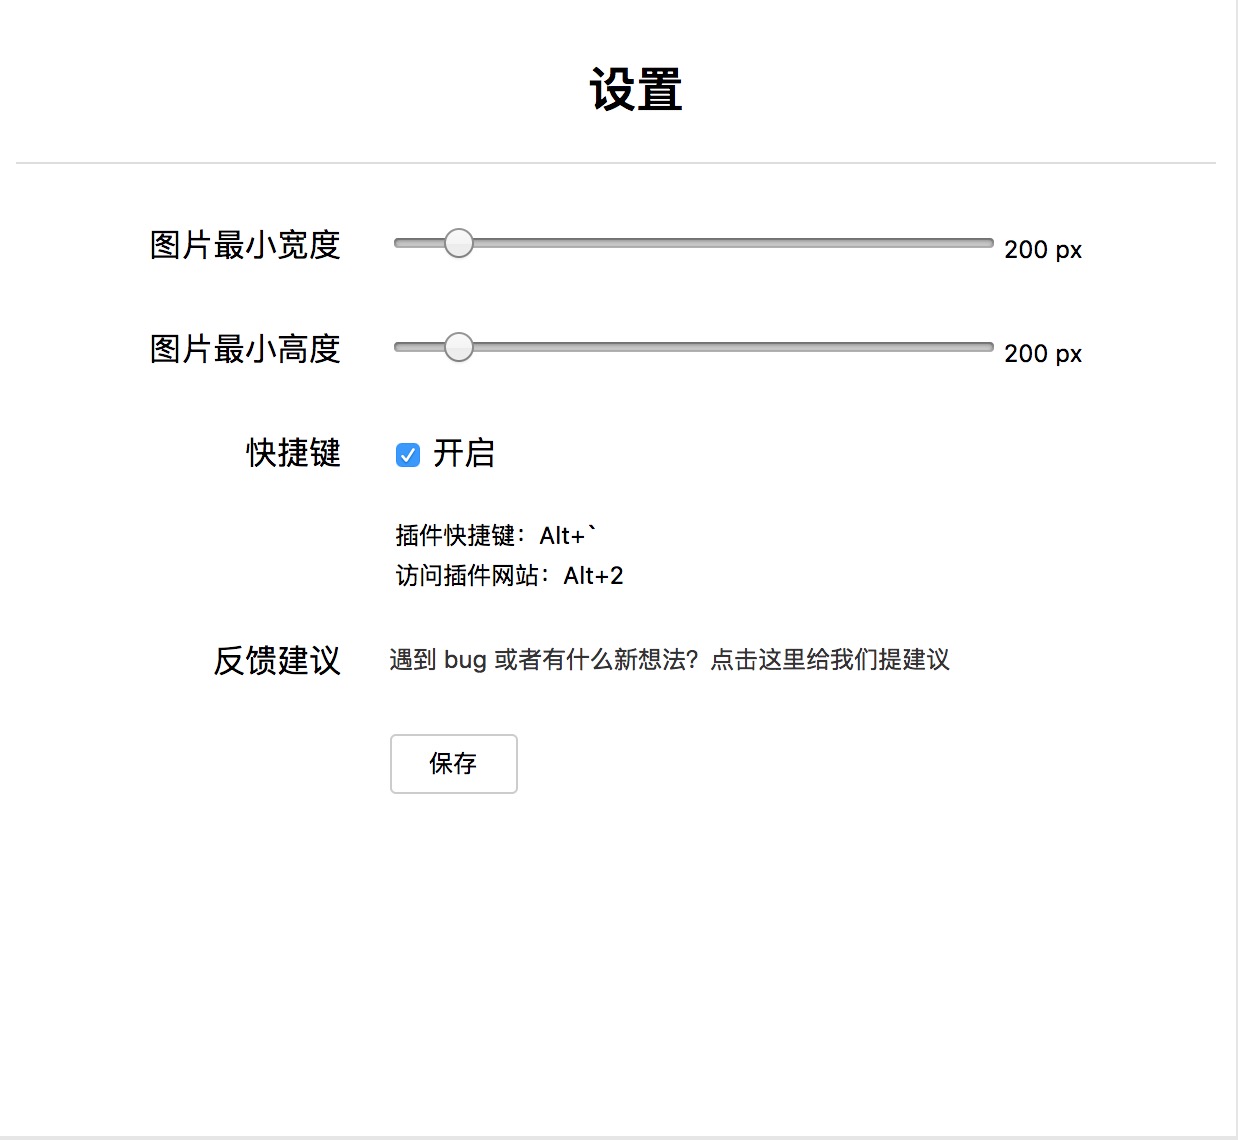 设置
图片最小宽度 200 px
图片最小高度 200 px
快捷键 开启
插件快捷键：Alt+`
访问插件网站：Alt+2
反馈建议 遇到 bug 或者有什么新想法？点击这里给我们提建议
保存